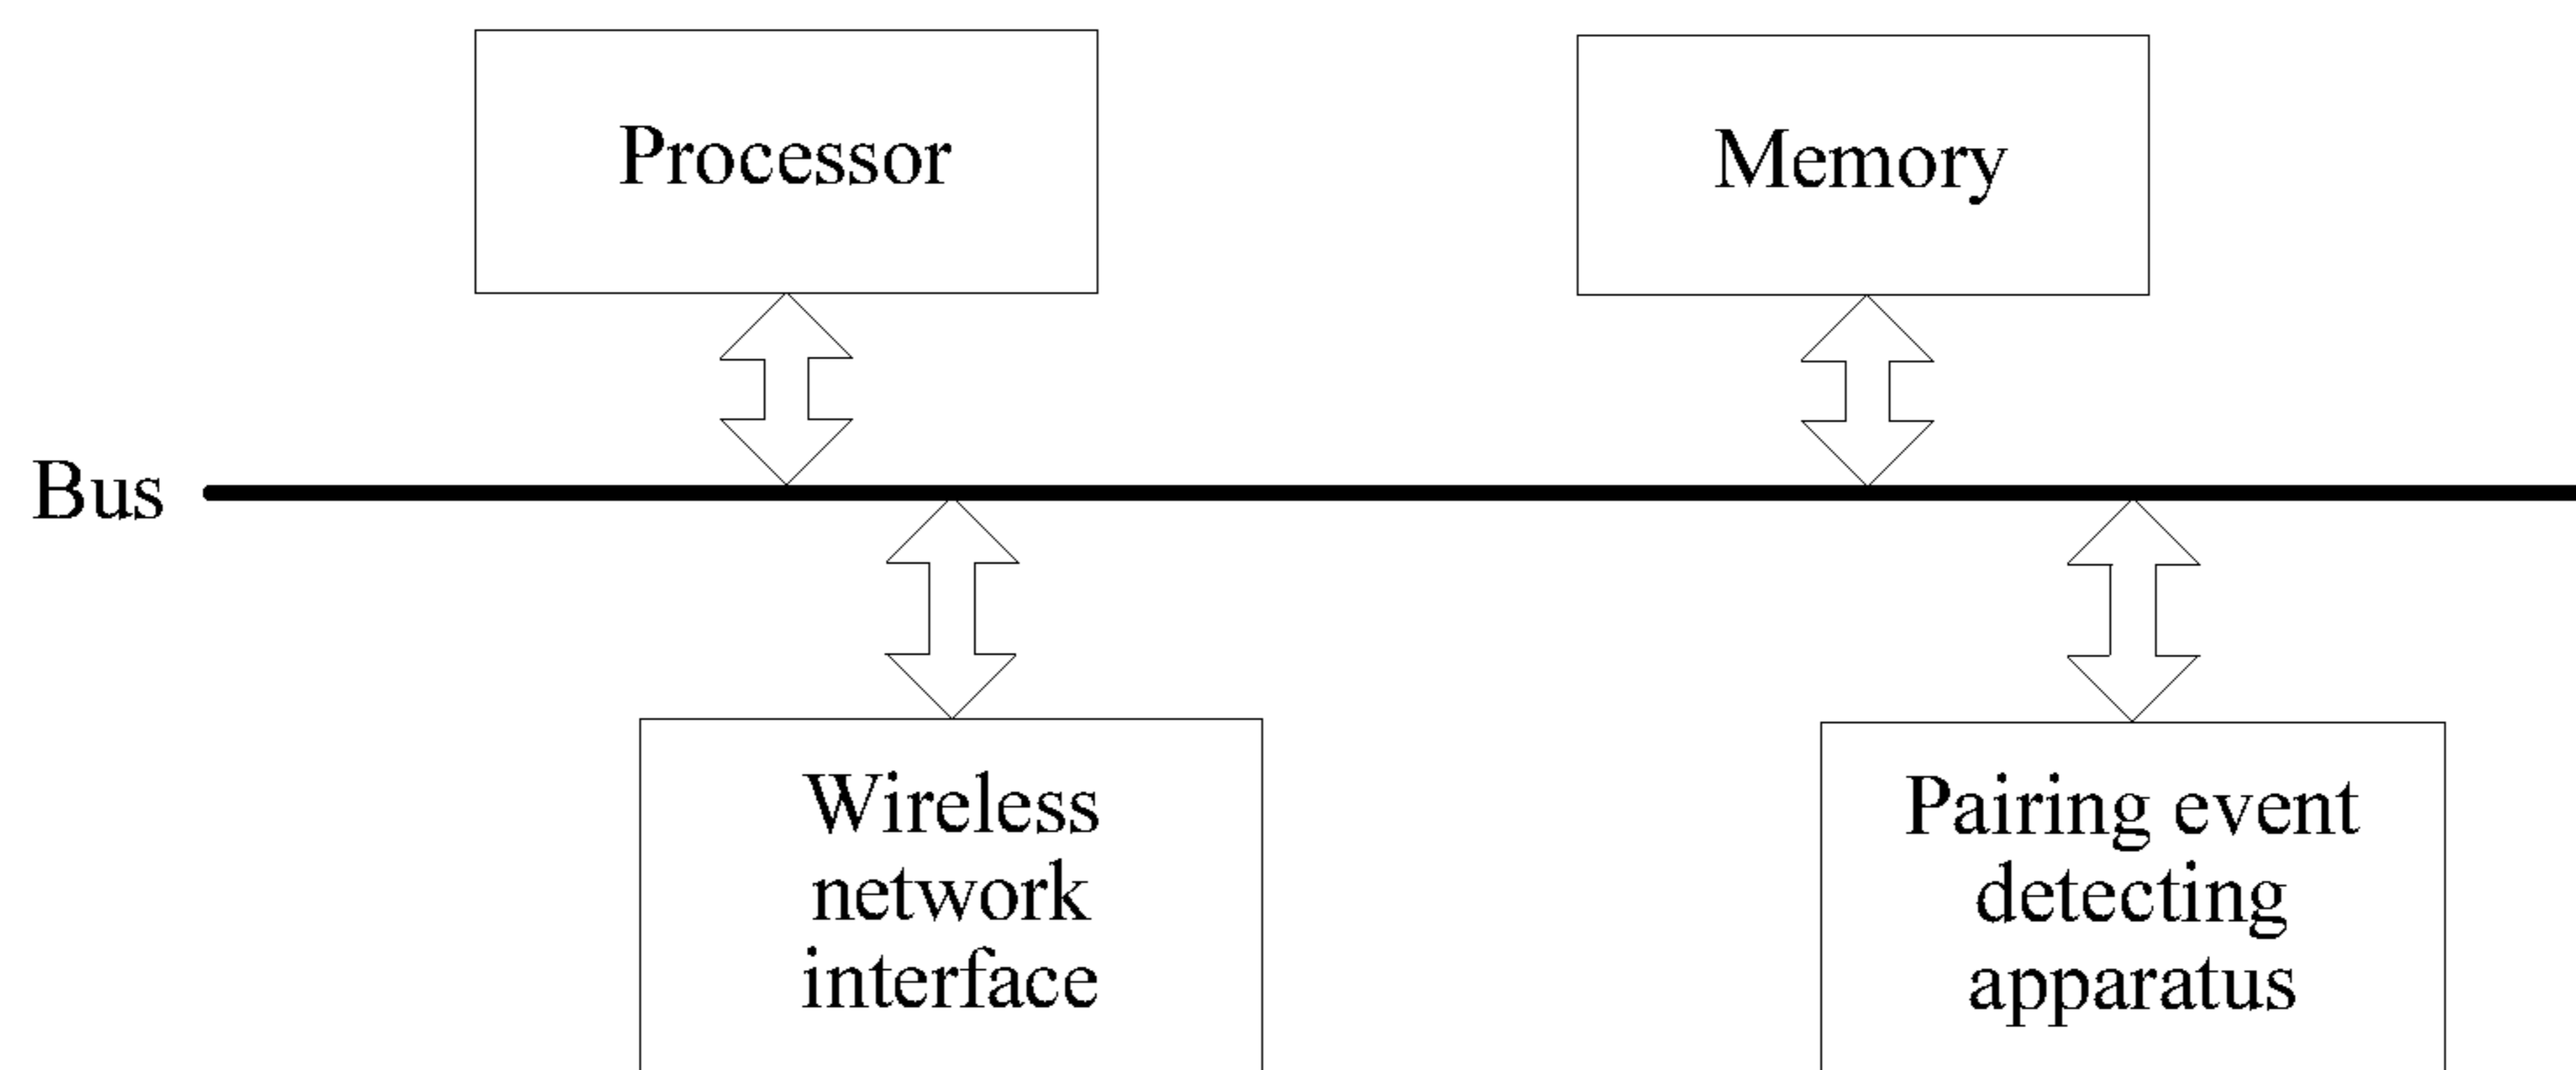 Processor
Memory
Bus
Wireless
network
interface
Pairing event
detecting
apparatus